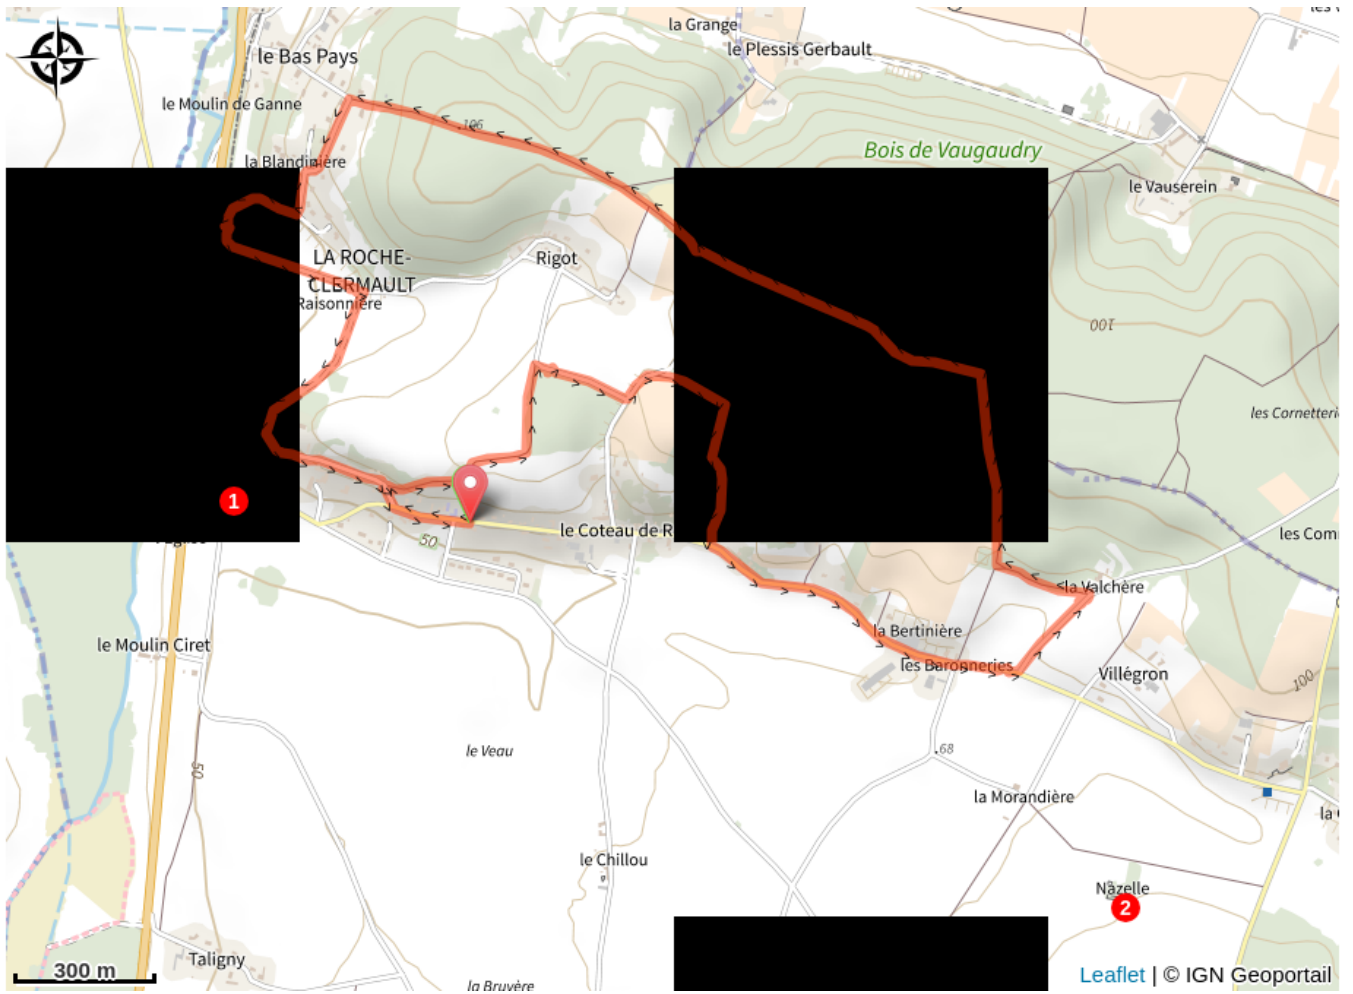 la Grange
le Plessis Gerbault
le Bas Pays
le Moulin de Ganne
106
la Blandinière
Bois de Vaugaudry
le Vauserein
LA ROCHE-
CLERMAULT
Raisonnière
Rigot
100
les Cornetteri
1
le Coteau de R
50
les Com
la Valchère
la Bertinière
les Baronneries
le Moulin Ciret
Villégron
100
50
le Veau
68
la Morandière
le Chillou
Nazelle
2
Taligny
300 m
la Bruyère
Leaflet | © IGN Geoportail